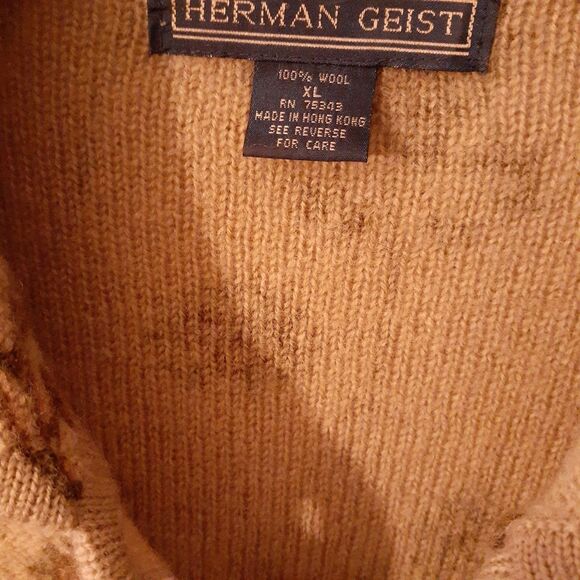 HERMAN GEIST
100% WOOL
XL
RN 75343
MADE IN HONG KONG
SEE REVERSE
FOR CARE